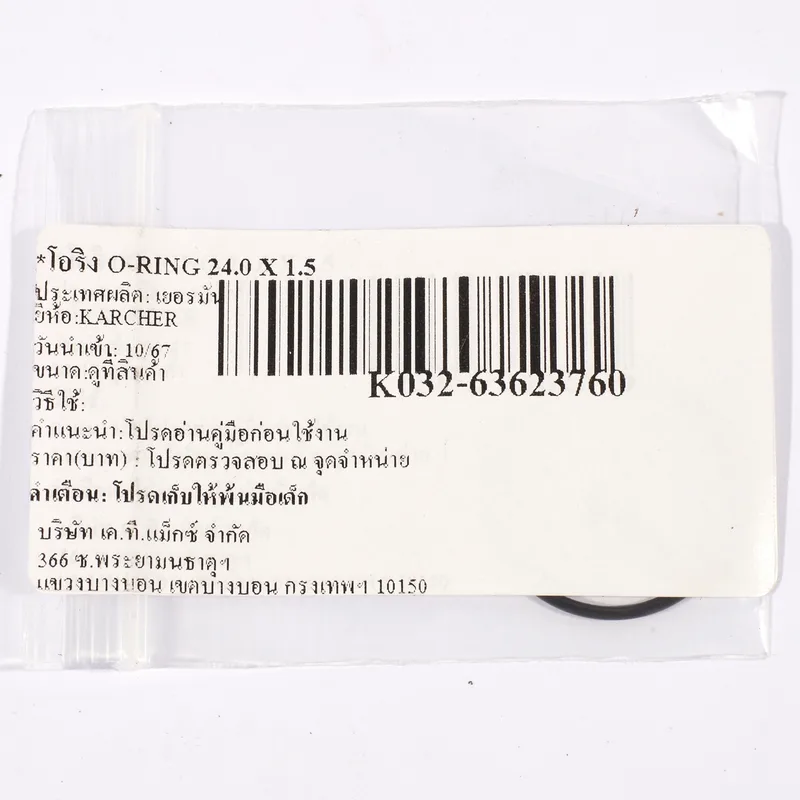 *โอริง O-RING 24.0 X 1.5
ประเทศผลิต: เยอรมัน
ยี่ห้อ:KARCHER
วันนำเข้า: 10/67
ขนาด:ดูที่สินค้า
K032-63623760
วิธีใช้:
คำแนะนำ:โปรดอ่านคู่มือก่อนใช้งาน
ราคา(บาท) : โปรดตรวจสอบ ณ จุดจำหน่าย
คำเตือน: โปรดเก็บให้พ้นมือเด็ก
บริษัท เค.ที.แม็กซ์ จำกัด
366 ซ.พระยามนธาตุฯ
แขวงบางบอน เขตบางบอน กรุงเทพฯ 10150